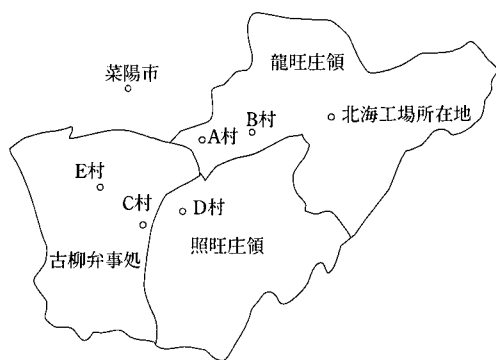 龍旺庄領
菜陽市
B村
北海工場所在地
A村
E村
C村
D村
照旺庄領
古柳弁事処